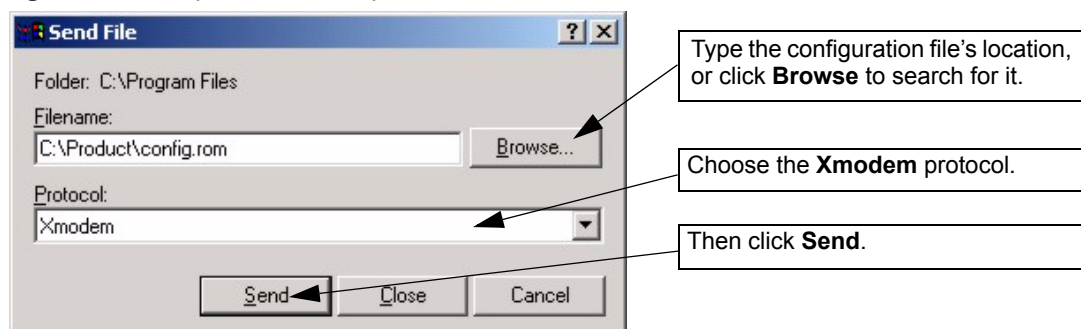 Send File
Folder: C:\Program Files
Filename:
C:\Product\config.rom
Browse...
Protocol:
Xmodem
Send
Close
Cancel
Type the configuration file's location,
or click Browse to search for it.
Choose the Xmodem protocol.
Then click Send.